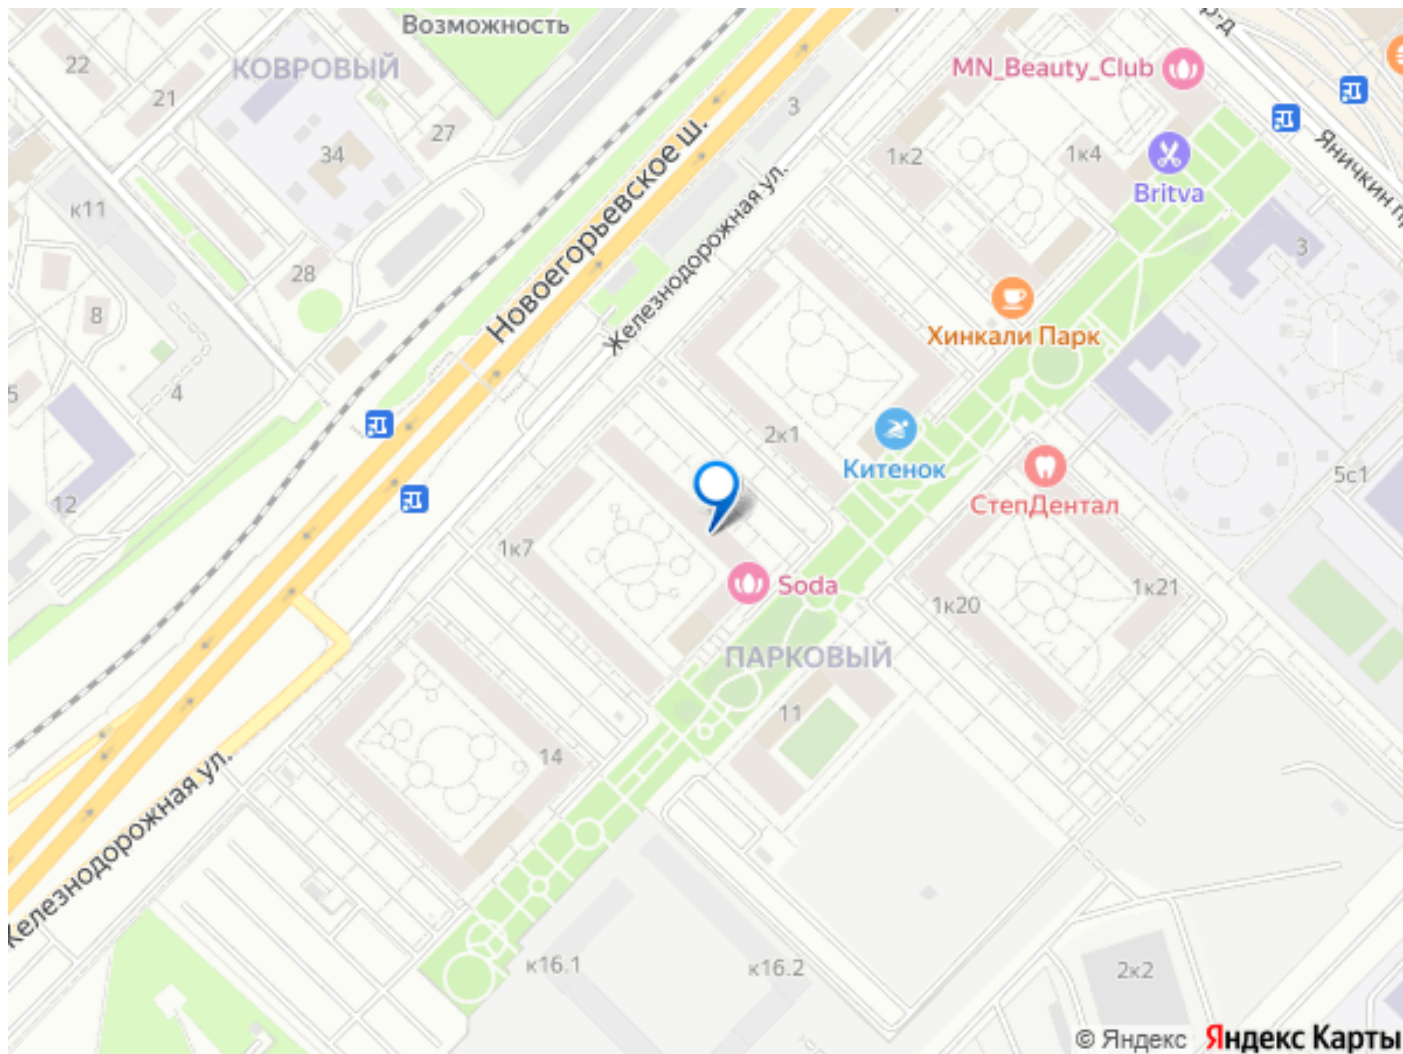 Возможность
КОВРОВЫЙ
22
21
27
34
28
к11
8
4
5
12
Новоегорьевское ш.
Железнодорожная ул.
3
MN_Beauty_Club
р-д
Яничкин пр
1к2
1к4
Britva
3
Хинкали Парк
2к1
Китенок
СтепДентал
5с1
1к7
Soda
1к20
1к21
ПАРКОВЫЙ
11
14
Железнодорожная ул.
к16.1
к16.2
2к2
© Яндекс Яндекс Карты